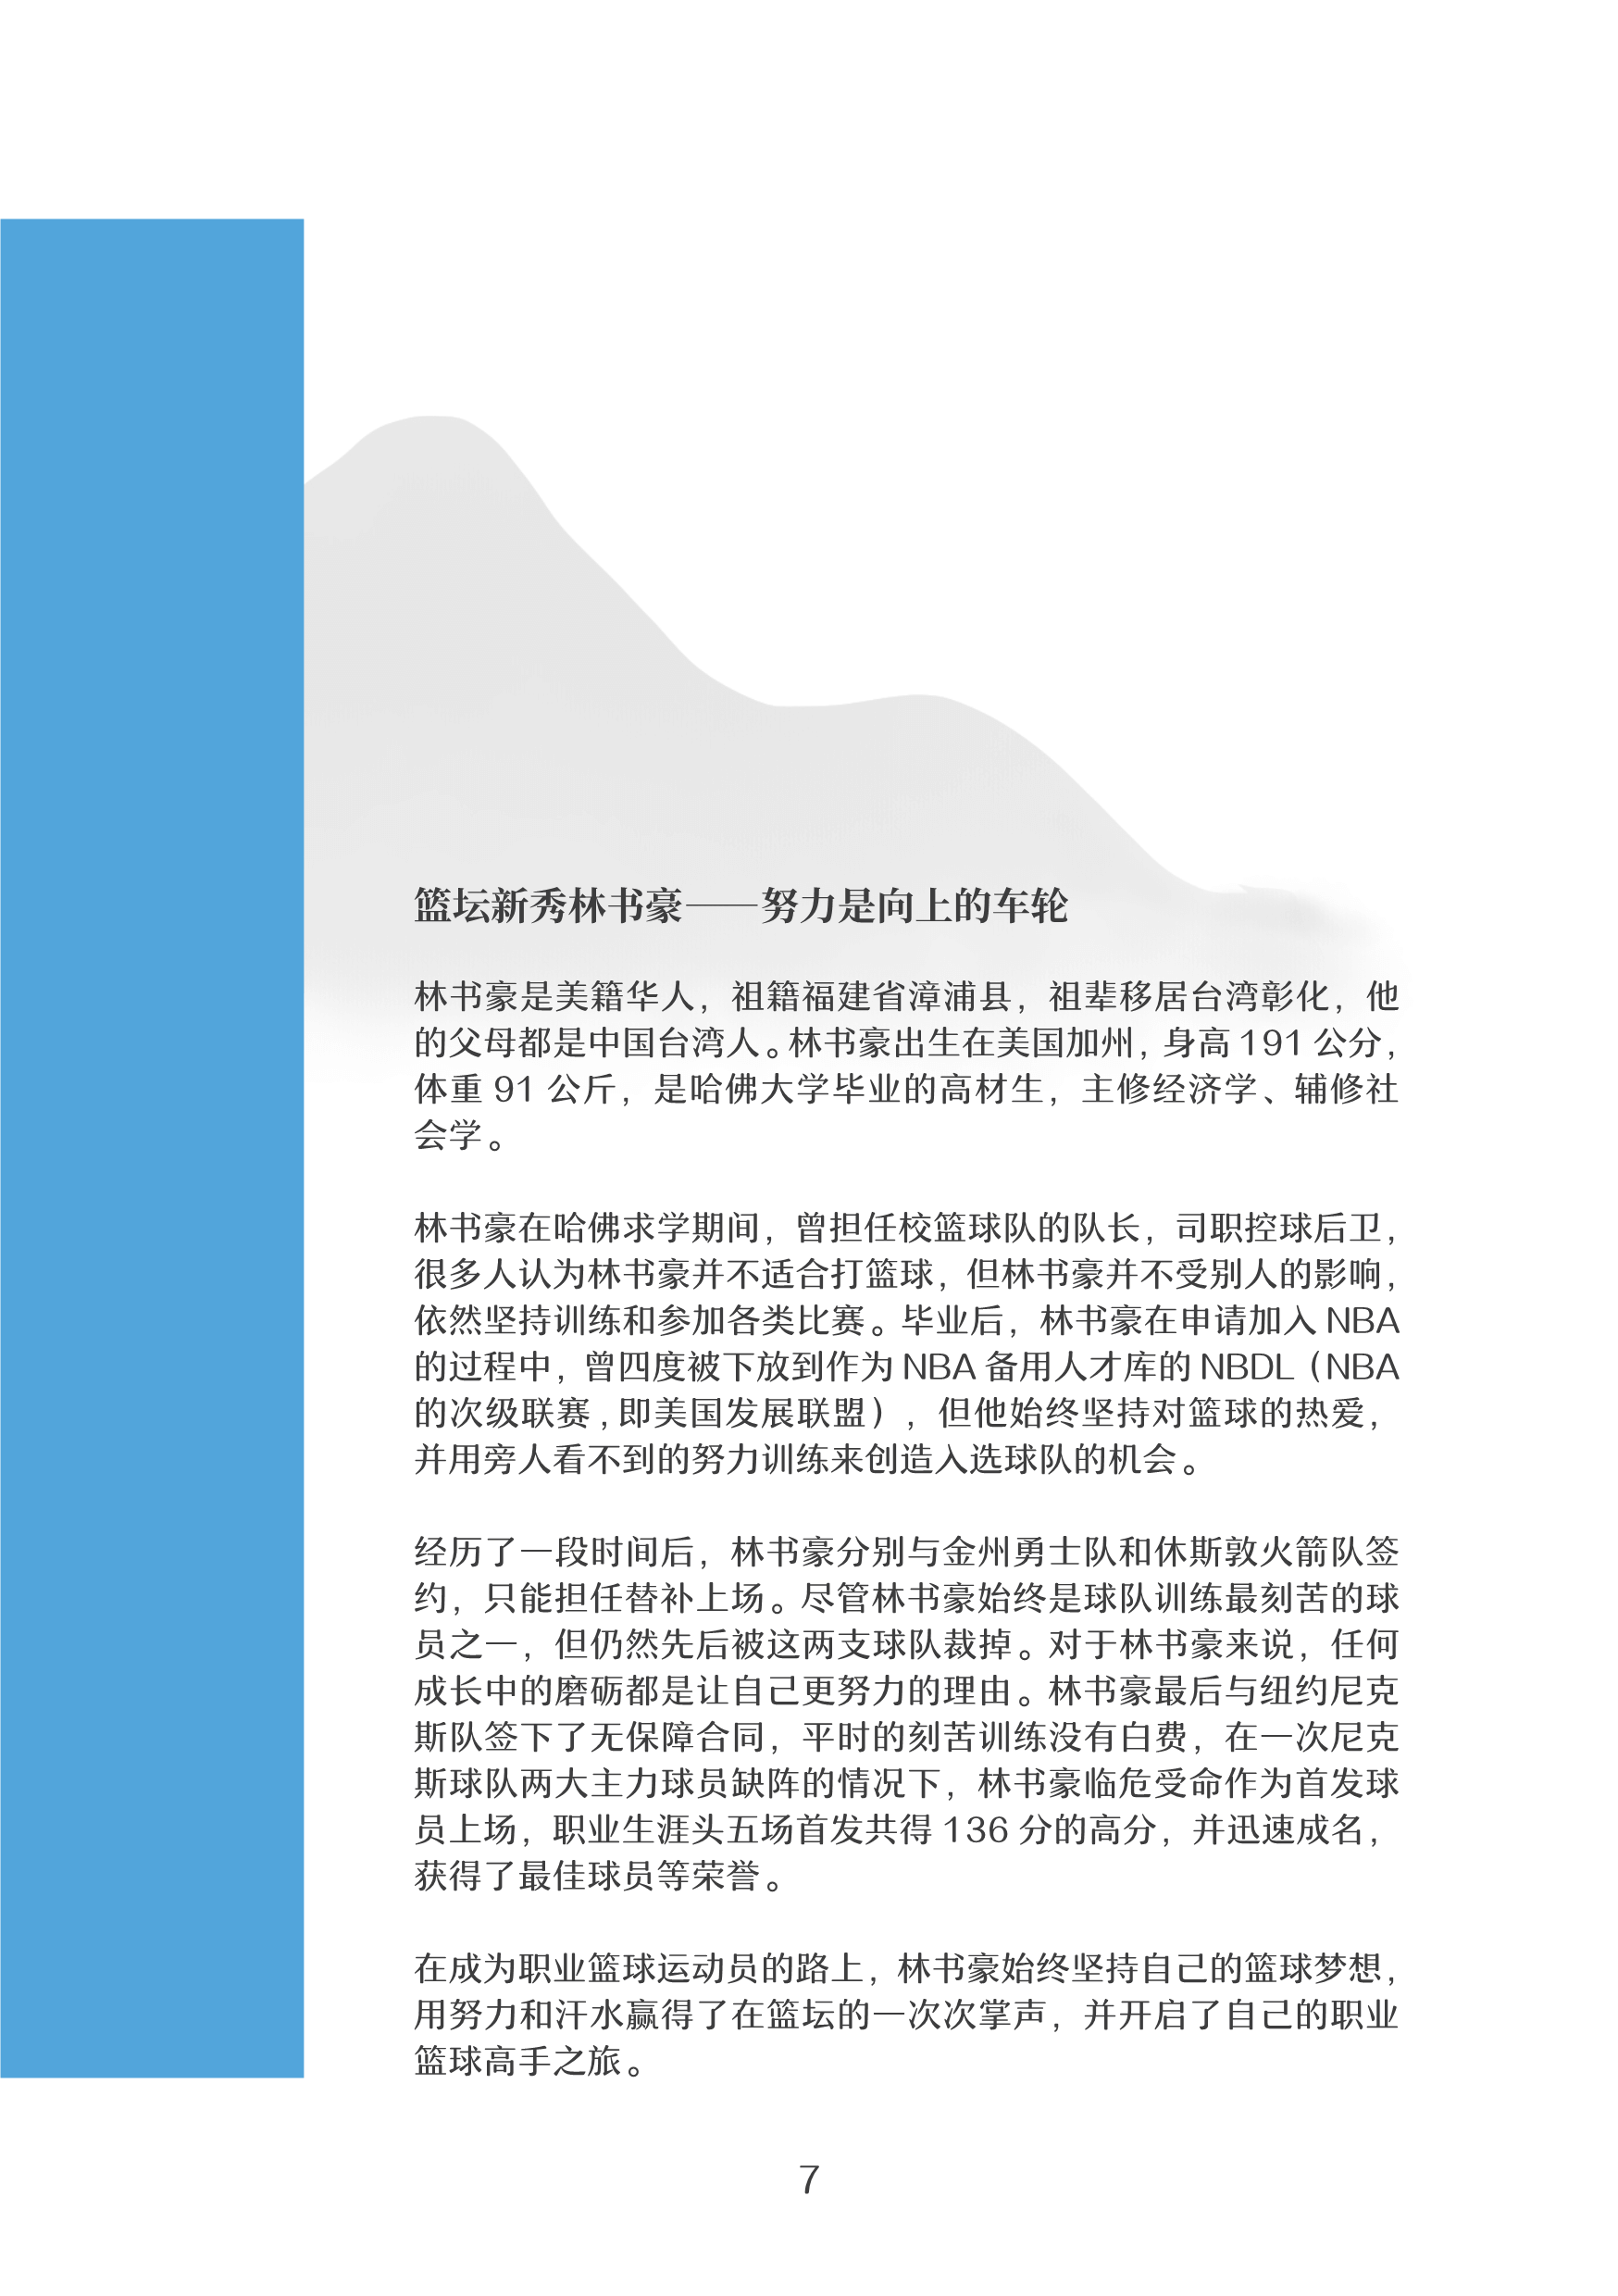 篮坛新秀林书豪——努力是向上的车轮
林书豪是美籍华人，祖籍福建省漳浦县，祖辈移居台湾彰化，他
的父母都是中国台湾人。林书豪出生在美国加州，身高 191 公分，
体重 91 公斤，是哈佛大学毕业的高材生，主修经济学、辅修社
会学。
林书豪在哈佛求学期间，曾担任校篮球队的队长，司职控球后卫，
很多人认为林书豪并不适合打篮球，但林书豪并不受别人的影响，
依然坚持训练和参加各类比赛。毕业后，林书豪在申请加入 NBA
的过程中，曾四度被下放到作为 NBA 备用人才库的 NBDL（NBA
的次级联赛 , 即美国发展联盟），但他始终坚持对篮球的热爱，
并用旁人看不到的努力训练来创造入选球队的机会。
经历了一段时间后，林书豪分别与金州勇士队和休斯敦火箭队签
约，只能担任替补上场。尽管林书豪始终是球队训练最刻苦的球
员之一，但仍然先后被这两支球队裁掉。对于林书豪来说，任何
成长中的磨砺都是让自己更努力的理由。林书豪最后与纽约尼克
斯队签下了无保障合同，平时的刻苦训练没有白费，在一次尼克
斯球队两大主力球员缺阵的情况下，林书豪临危受命作为首发球
员上场，职业生涯头五场首发共得 136 分的高分，并迅速成名，
获得了最佳球员等荣誉。
在成为职业篮球运动员的路上，林书豪始终坚持自己的篮球梦想，
用努力和汗水赢得了在篮坛的一次次掌声，并开启了自己的职业
篮球高手之旅。
7